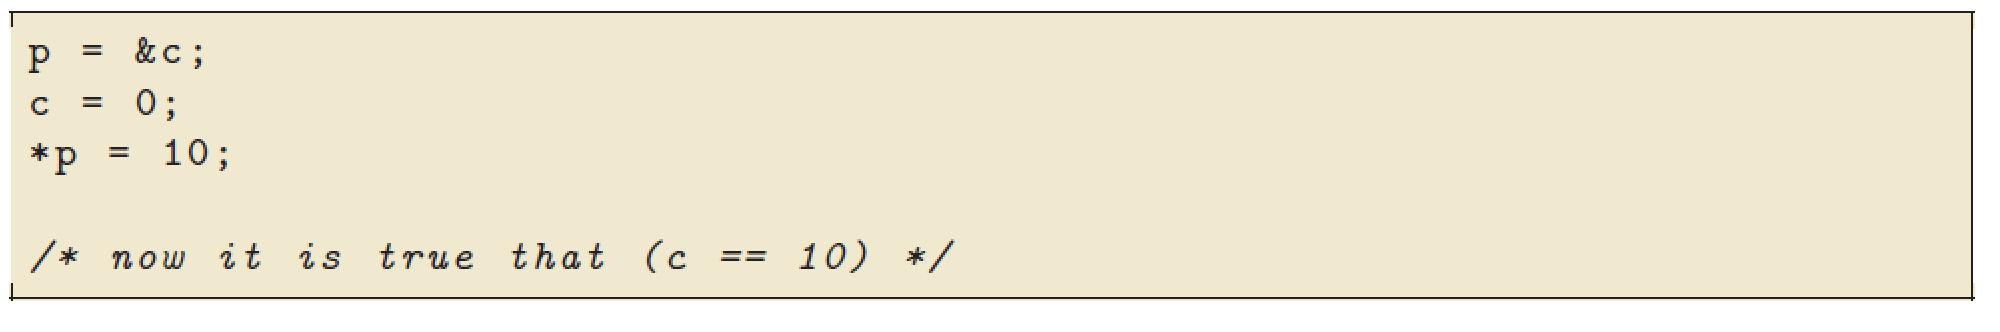 p = &c;
c = 0;
*p = 10;
/* now it is true that (c == 10) */